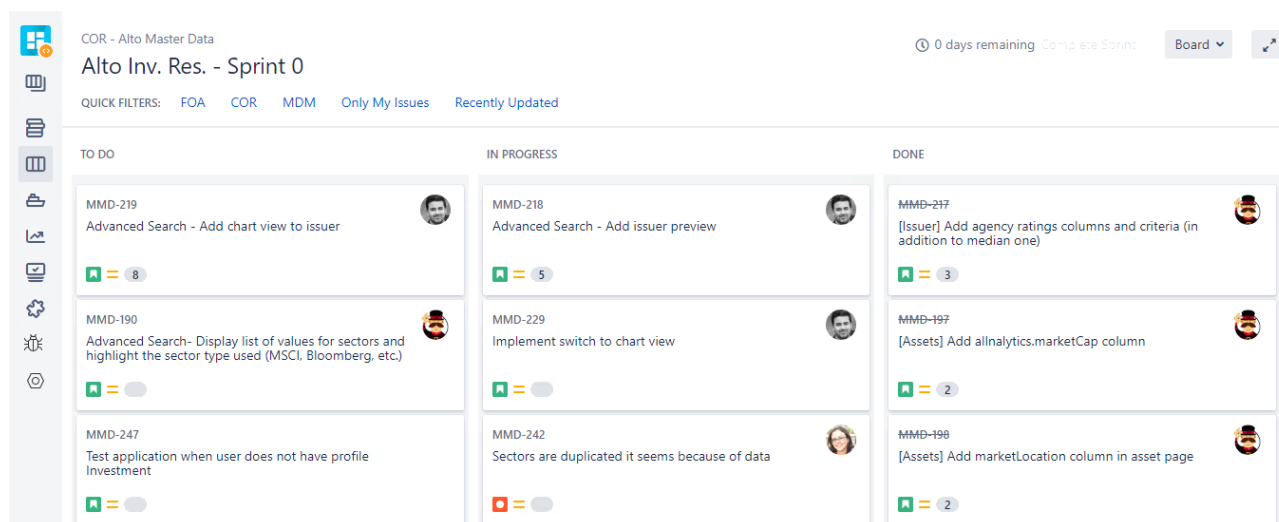 COR - Alto Master Data
Alto Inv. Res. - Sprint 0
0 days remaining Complete Sprint
Board
QUICK FILTERS: FOA COR MDM Only My Issues Recently Updated
TO DO
MMD-219
Advanced Search - Add chart view to issuer
8
MMD-190
Advanced Search- Display list of values for sectors and
highlight the sector type used (MSCI, Bloomberg, etc.)
MMD-247
Test application when user does not have profile
Investment
IN PROGRESS
MMD-218
Advanced Search - Add issuer preview
5
MMD-229
Implement switch to chart view
MMD-242
Sectors are duplicated it seems because of data
DONE
MMD-217
[Issuer] Add agency ratings columns and criteria (in
addition to median one)
3
MMD-197
[Assets] Add allnalytics.marketCap column
2
MMD-198
[Assets] Add marketLocation column in asset page
2